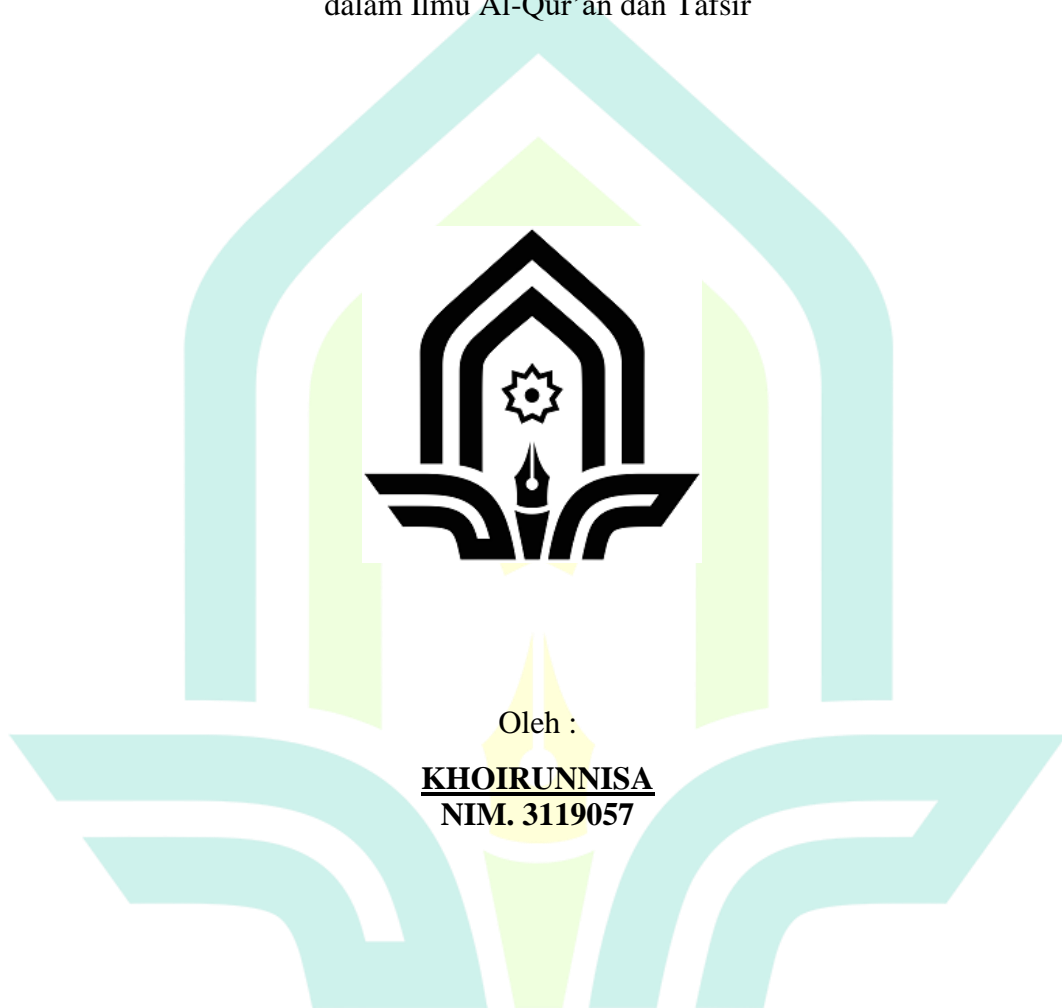 dalam Ilmu Al-Qur’an dan Tafsir
Oleh :
KHOIRUNNISA
NIM. 3119057